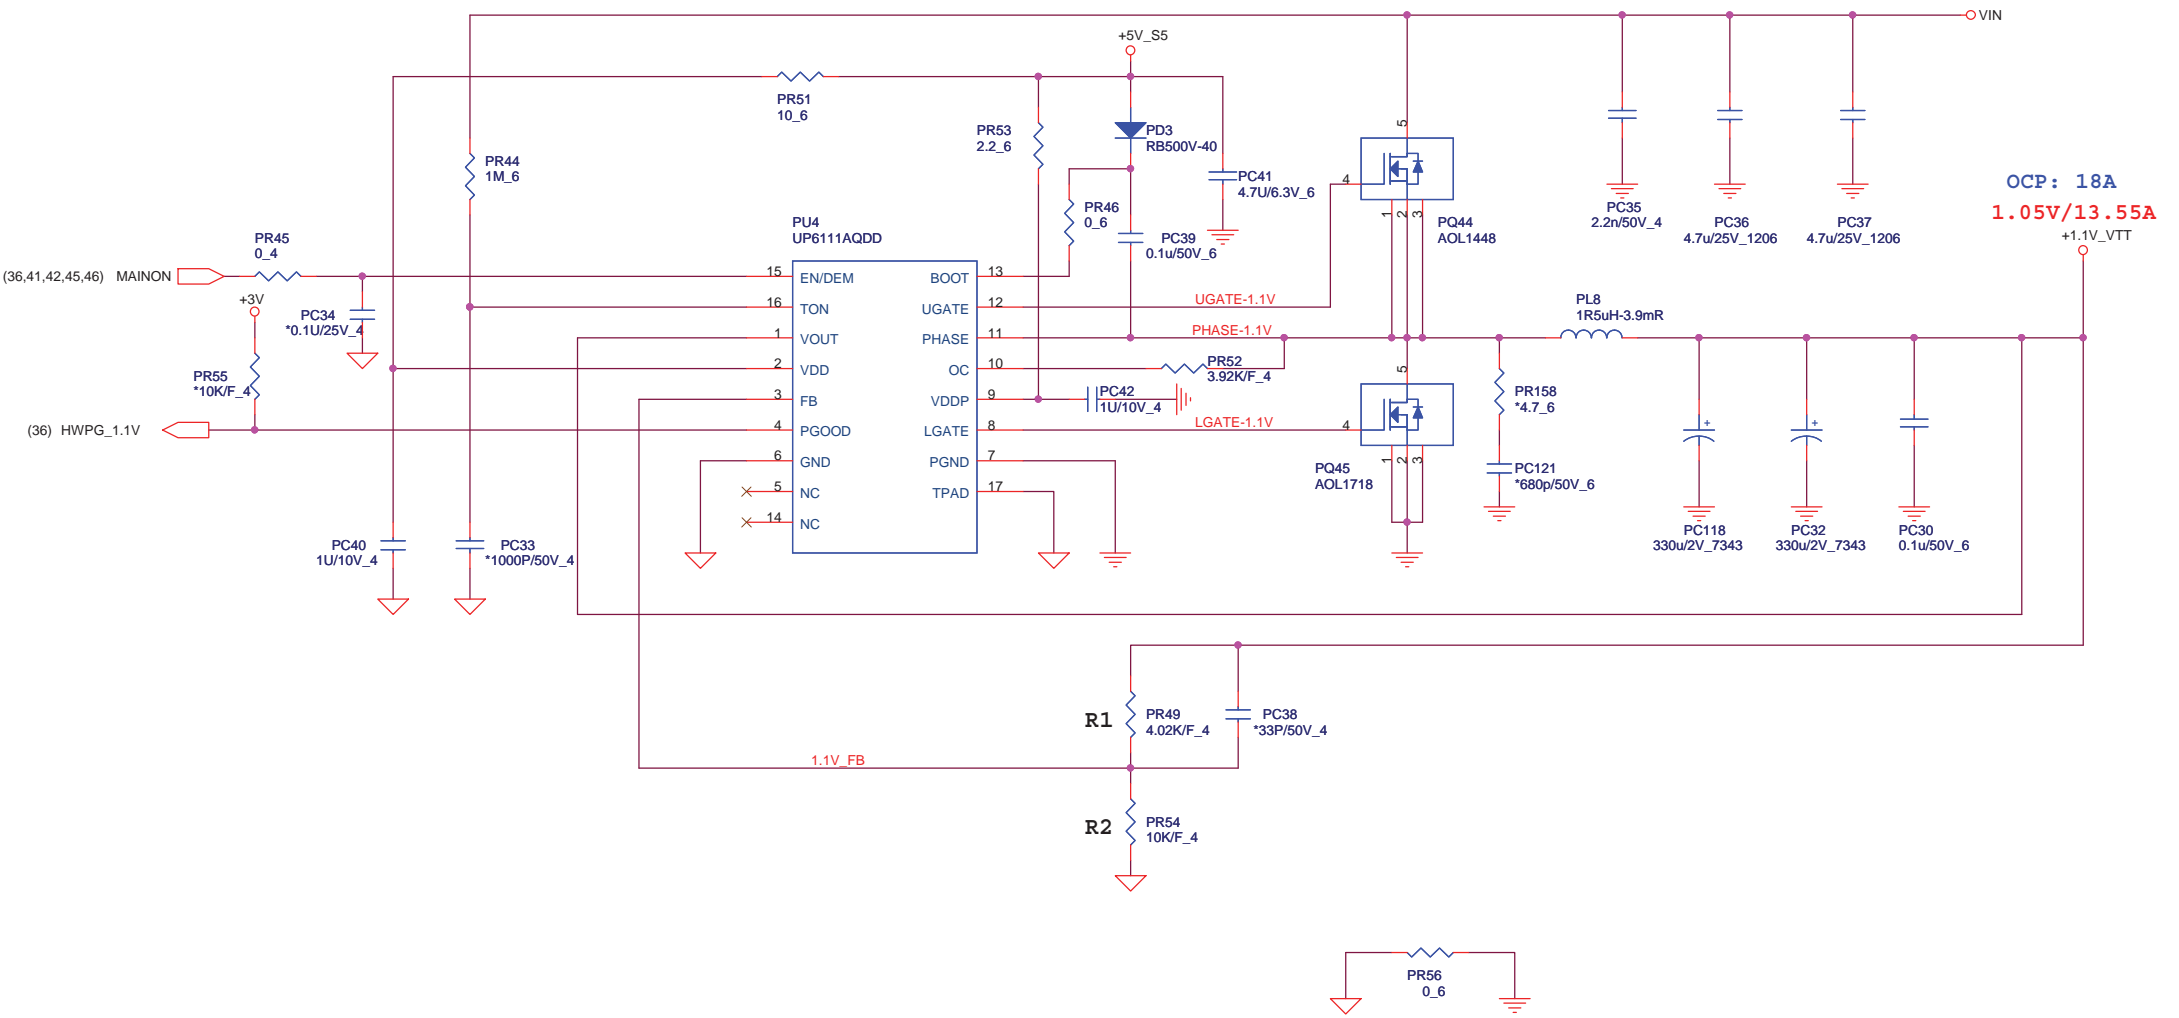 VIN
+5V_S5
PR51
10_6
PR53
2.2_6
PD3
RB500V-40
5
PR44
1M_6
PC41
4.7U/6.3V_6
4
OCP: 18A
1.05V/13.55A
+1.1V_VTT
PR46
0_6
1 2 3
PQ44
AOL1448
PC35
2.2n/50V_4
PC36
4.7u/25V_1206
PC37
4.7u/25V_1206
PU4
UP6111AQDD
PR45
0_4
PC39
0.1u/50V_6
(36,41,42,45,46) MAINON
15 EN/DEM BOOT 13
+3V
PC34
*0.1U/25V_4
16 TON UGATE 12
UGATE-1.1V
PL8
1R5uH-3.9mR
1 VOUT PHASE 11
PHASE-1.1V
2 VDD OC 10
PR52
3.92K/F_4
5
PR55
*10K/F_4
3 FB VDDP 9
PC42
1U/10V_4
PR158
*4.7_6
(36) HWPG_1.1V
4 PGOOD LGATE 8
LGATE-1.1V
4
+
+
6 GND PGND 7
1 2 3
PQ45
AOL1718
PC121
*680p/50V_6
5 NC TPAD 17
14 NC
PC118
330u/2V_7343
PC32
330u/2V_7343
PC30
0.1u/50V_6
PC40
1U/10V_4
PC33
*1000P/50V_4
R1
PR49
4.02K/F_4
PC38
*33P/50V_4
1.1V_FB
R2
PR54
10K/F_4
PR56
0_6